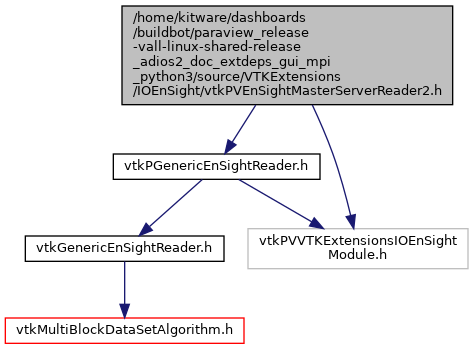 /home/kitware/dashboards
/buildbot/paraview_release
-vall-linux-shared-release
_adios2_doc_extdeps_gui_mpi
_python3/source/VTKExtensions
/IOEnSight/vtkPVEnSightMasterServerReader2.h
vtkPGenericEnSightReader.h
vtkGenericEnSightReader.h
vtkPVVTKExtensionsIOEnSight
Module.h
vtkMultiBlockDataSetAlgorithm.h